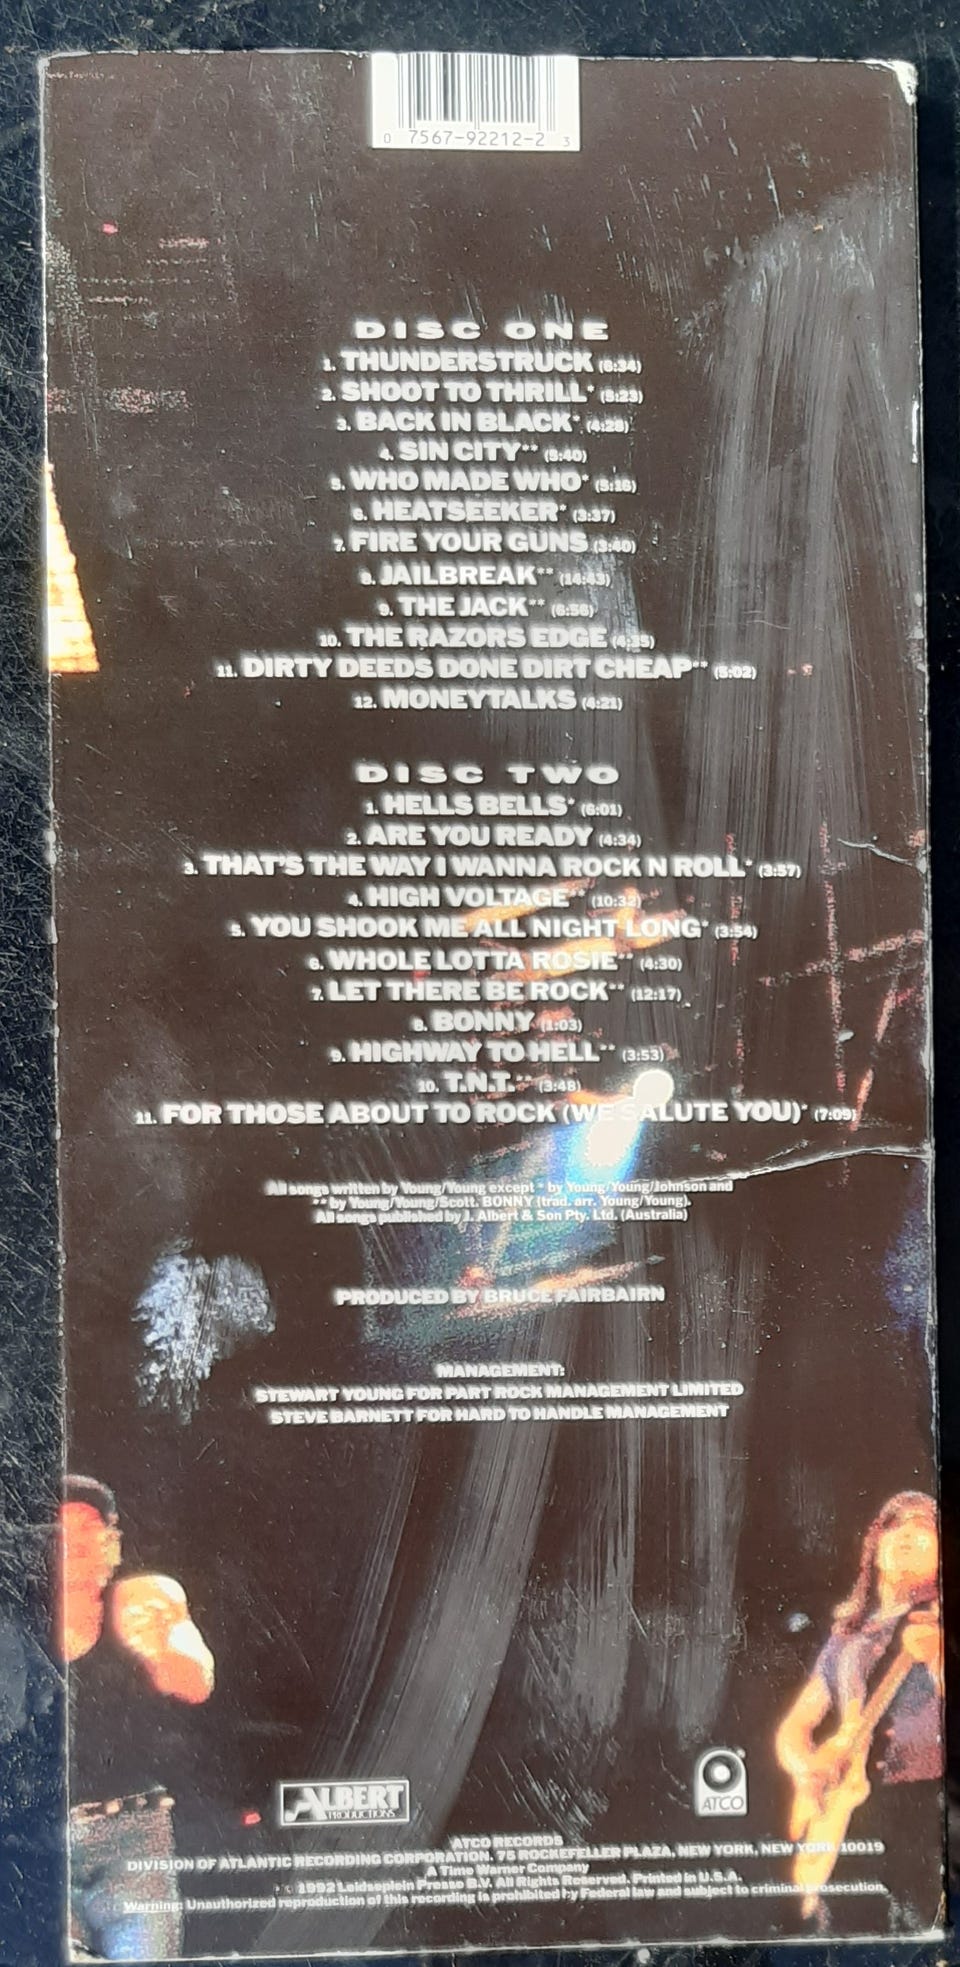 0 7567-92212-2 3
DISC ONE
1. THUNDERSTRUCK (6:34)
2. SHOOT TO THRILL* (5:23)
3. BACK IN BLACK* (4:28)
4. SIN CITY** (5:40)
5. WHO MADE WHO* (5:16)
6. HEATSEEKER* (3:37)
7. FIRE YOUR GUNS (3:40)
8. JAILBREAK** (14:43)
9. THE JACK** (6:56)
10. THE RAZORS EDGE (4:35)
11. DIRTY DEEDS DONE DIRT CHEAP** (5:02)
12. MONEYTALKS (4:21)
DISC TWO
1. HELLS BELLS* (6:01)
2. ARE YOU READY (4:34)
3. THAT'S THE WAY I WANNA ROCK N ROLL* (3:57)
4. HIGH VOLTAGE** (10:32)
5. YOU SHOOK ME ALL NIGHT LONG* (3:54)
6. WHOLE LOTTA ROSIE** (4:30)
7. LET THERE BE ROCK** (12:17)
8. BONNY (1:03)
9. HIGHWAY TO HELL** (3:53)
10. T.N.T.** (3:48)
11. FOR THOSE ABOUT TO ROCK (WE SALUTE YOU)* (7:09)
All songs written by Young/Young except * by Young/Young/Johnson and
** by Young/Young/Scott. BONNY (trad. arr. Young/Young).
All songs published by J. Albert & Son Pty. Ltd. (Australia)
PRODUCED BY BRUCE FAIRBAIRN
MANAGEMENT:
STEWART YOUNG FOR PART ROCK MANAGEMENT LIMITED
STEVE BARNETT FOR HARD TO HANDLE MANAGEMENT
ALBERT
PRODUCTIONS
ATCO
ATCO RECORDS
DIVISION OF ATLANTIC RECORDING CORPORATION. 75 ROCKEFELLER PLAZA, NEW YORK, NEW YORK 10019
A Time Warner Company
1992 Leidseplein Presse B.V. All Rights Reserved. Printed in U.S.A.
Warning: Unauthorized reproduction of this recording is prohibited by Federal law and subject to criminal prosecution.